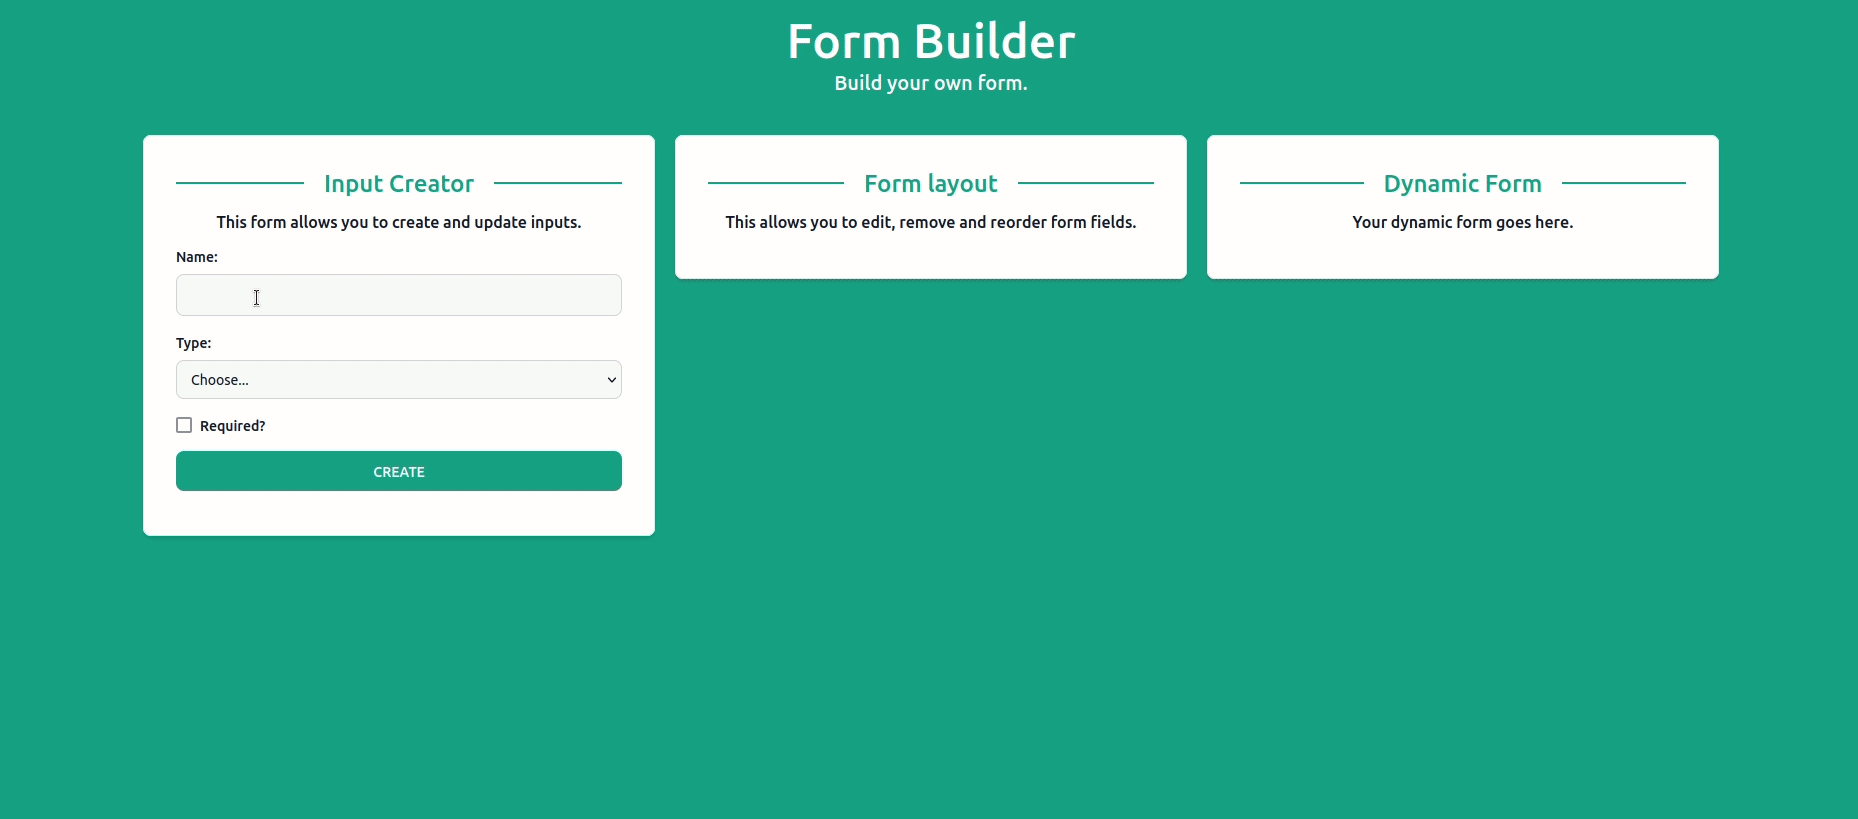 Form Builder
Build your own form.
Input Creator
This form allows you to create and update inputs.
Name:
Type:
Choose...
Required?
CREATE
Form layout
This allows you to edit, remove and reorder form fields.
Dynamic Form
Your dynamic form goes here.